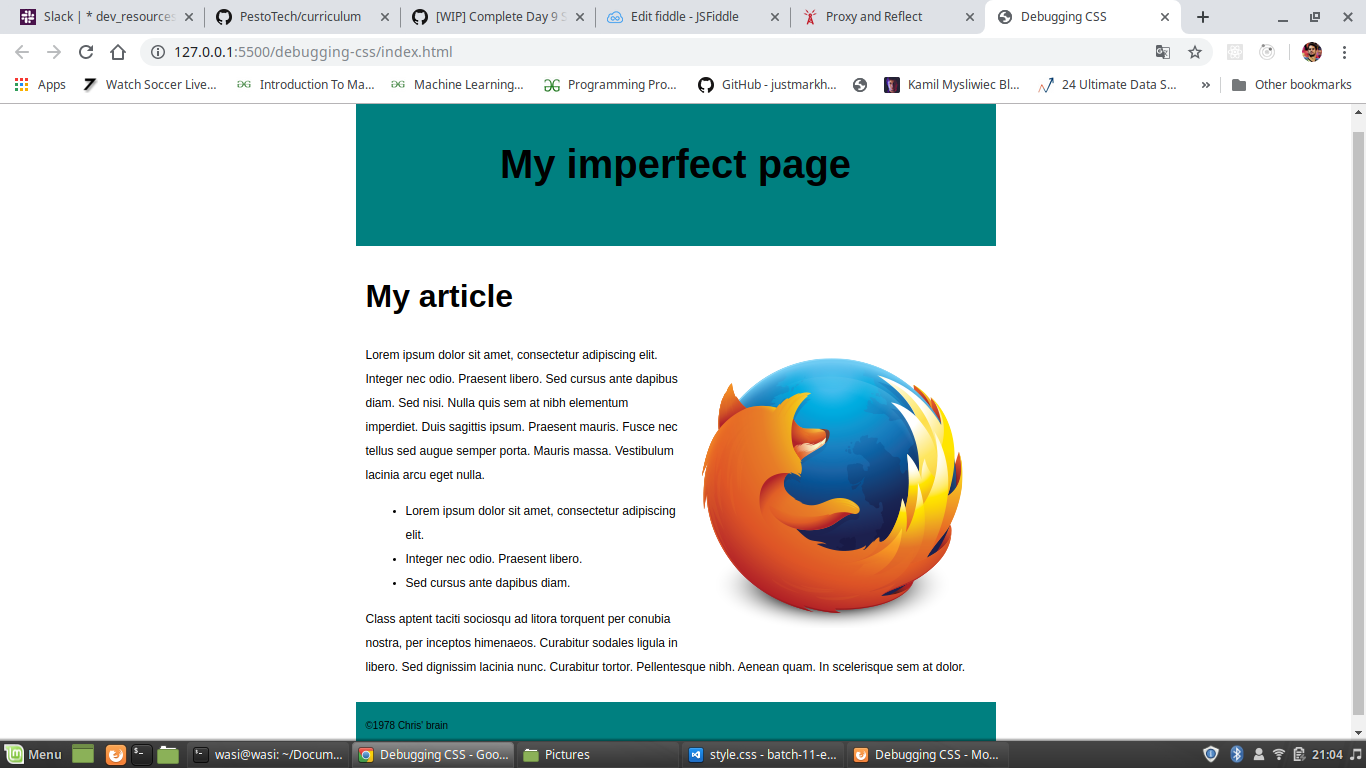 Slack | * dev_resources
PestoTech/curriculum
[WIP] Complete Day 9 S
Edit fiddle - JSFiddle
Proxy and Reflect
Debugging CSS
127.0.0.1:5500/debugging-css/index.html
Apps
Watch Soccer Live...
Introduction To Ma...
Machine Learning...
Programming Pro...
GitHub - justmarkh...
Kamil Mysliwiec Bl...
24 Ultimate Data S...
»
Other bookmarks
My imperfect page
My article
Lorem ipsum dolor sit amet, consectetur adipiscing elit.
Integer nec odio. Praesent libero. Sed cursus ante dapibus
diam. Sed nisi. Nulla quis sem at nibh elementum
imperdiet. Duis sagittis ipsum. Praesent mauris. Fusce nec
tellus sed augue semper porta. Mauris massa. Vestibulum
lacinia arcu eget nulla.
• Lorem ipsum dolor sit amet, consectetur adipiscing
elit.
• Integer nec odio. Praesent libero.
• Sed cursus ante dapibus diam.
Class aptent taciti sociosqu ad litora torquent per conubia
nostra, per inceptos himenaeos. Curabitur sodales ligula in
libero. Sed dignissim lacinia nunc. Curabitur tortor. Pellentesque nibh. Aenean quam. In scelerisque sem at dolor.
©1978 Chris' brain
Menu
wasi@wasi: ~/Docum...
Debugging CSS - Goo...
Pictures
style.css - batch-11-e...
Debugging CSS - Mo...
21:04